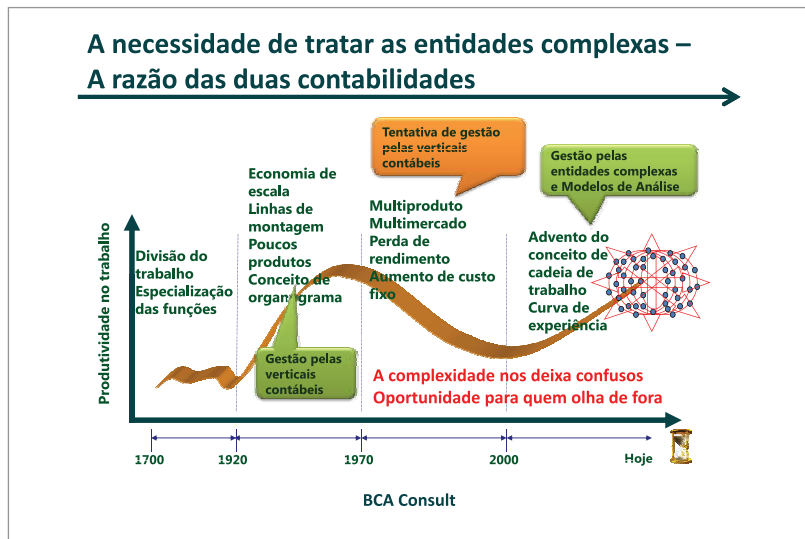 A necessidade de tratar as entidades complexas –
A razão das duas contabilidades
Tentativa de gestão
pelas verticais
contábeis
Gestão pelas
entidades complexas
e Modelos de Análise
Economia de
escala
Linhas de
montagem
Poucos
produtos
Conceito de
organograma
Multiproduto
Multimercado
Perda de
rendimento
Aumento de custo
fixo
Divisão do
trabalho
Especialização
das funções
Advento do
conceito de
cadeia de
trabalho
Curva de
experiência
Produtividade no trabalho
Gestão pelas
verticais
contábeis
A complexidade nos deixa confusos
Oportunidade para quem olha de fora
1700 1920 1970 2000 Hoje
BCA Consult